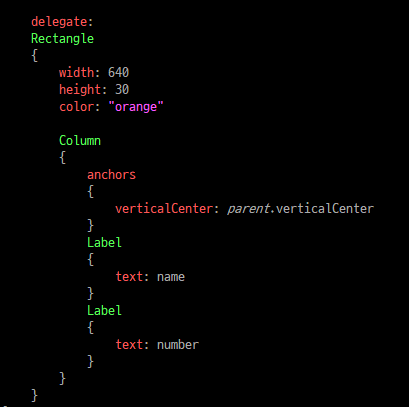 delegate:
Rectangle
{
width: 640
height: 30
color: "orange"
Column
{
anchors
{
verticalCenter: parent.verticalCenter
}
Label
{
text: name
}
Label
{
text: number
}
}
}